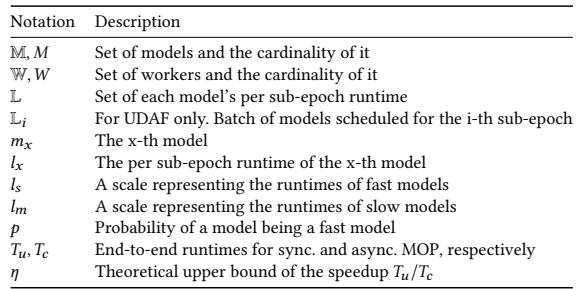 Notation Description
𝕄, M Set of models and the cardinality of it
𝕎, W Set of workers and the cardinality of it
𝕃 Set of each model's per sub-epoch runtime
𝕃ᵢ For UDAF only. Batch of models scheduled for the i-th sub-epoch
mₓ The x-th model
lₓ The per sub-epoch runtime of the x-th model
lₛ A scale representing the runtimes of fast models
lₘ A scale representing the runtimes of slow models
p Probability of a model being a fast model
Tᵤ, T_c End-to-end runtimes for sync. and async. MOP, respectively
η Theoretical upper bound of the speedup Tᵤ/T_c